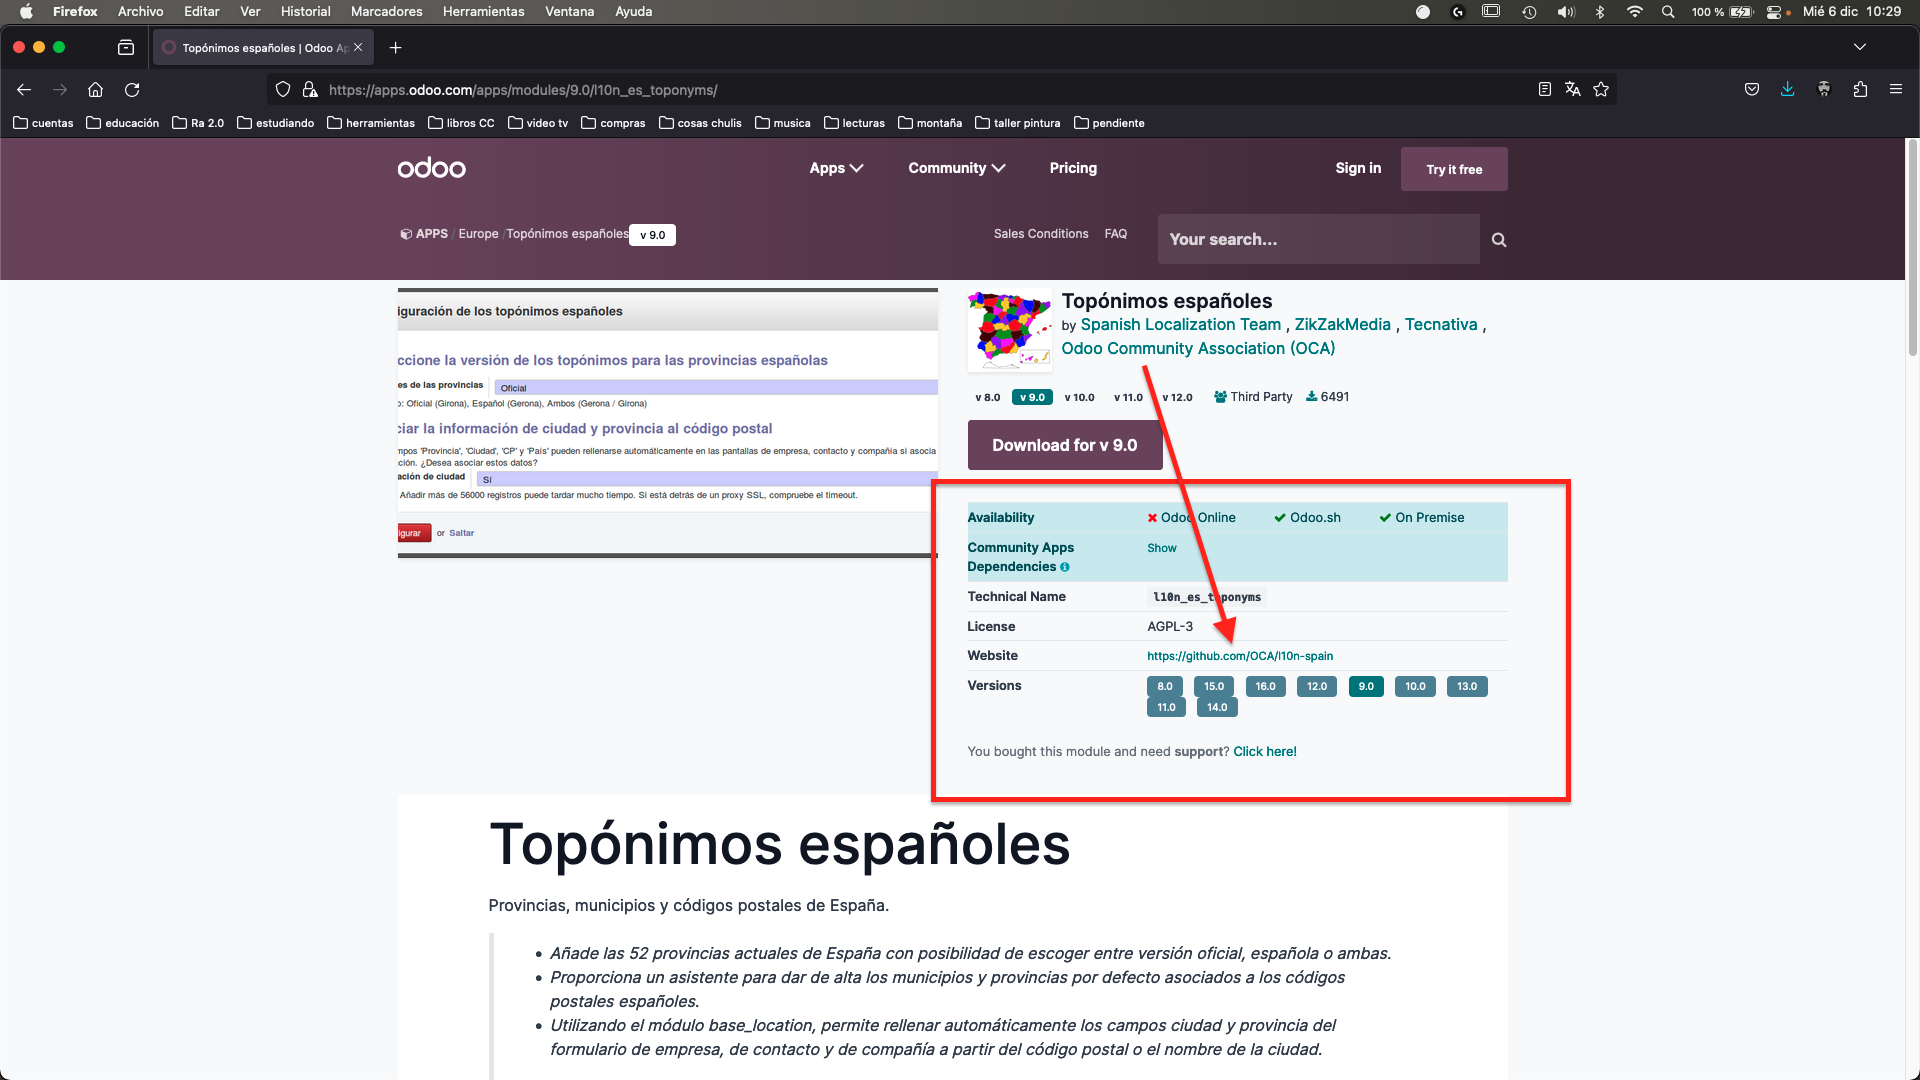 Firefox Archivo Editar Ver Historial Marcadores Herramientas Ventana Ayuda 100 % Mié 6 dic 10:29
Topónimos españoles | Odoo Ap
https://apps.odoo.com/apps/modules/9.0/l10n_es_toponyms/
cuentas educación Ra 2.0 estudiando herramientas libros CC video tv compras cosas chulis musica lecturas montaña taller pintura pendiente
odoo Apps Community Pricing Sign in Try it free
APPS / Europe / Topónimos españoles v 9.0 Sales Conditions FAQ Your search...
iguración de los topónimos españoles
ccione la versión de los topónimos para las provincias españolas
es de las provincias Oficial
o: Oficial (Girona), Español (Gerona), Ambos (Gerona / Girona)
ciar la información de ciudad y provincia al código postal
mpos 'Provincia', 'Ciudad', 'CP' y 'País' pueden rellenarse automáticamente en las pantallas de empresa, contacto y compañía si asocia
ción. ¿Desea asociar estos datos?
ación de ciudad Sí
Añadir más de 56000 registros puede tardar mucho tiempo. Si está detrás de un proxy SSL, compruebe el timeout.
igurar or Saltar
Topónimos españoles
by Spanish Localization Team , ZikZakMedia , Tecnativa ,
Odoo Community Association (OCA)
v 8.0 v 9.0 v 10.0 v 11.0 v 12.0 Third Party 6491
Download for v 9.0
Availability Odoo Online Odoo.sh On Premise
Community Apps Show
Dependencies
Technical Name l10n_es_toponyms
License AGPL-3
Website https://github.com/OCA/l10n-spain
Versions 8.0 15.0 16.0 12.0 9.0 10.0 13.0
11.0 14.0
You bought this module and need support? Click here!
Topónimos españoles
Provincias, municipios y códigos postales de España.
• Añade las 52 provincias actuales de España con posibilidad de escoger entre versión oficial, española o ambas.
• Proporciona un asistente para dar de alta los municipios y provincias por defecto asociados a los códigos
postales españoles.
• Utilizando el módulo base_location, permite rellenar automáticamente los campos ciudad y provincia del
formulario de empresa, de contacto y de compañía a partir del código postal o el nombre de la ciudad.